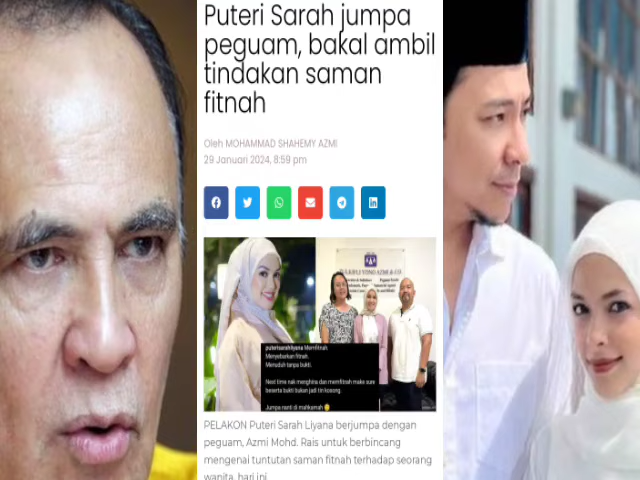 Puteri Sarah jumpa
peguam, bakal ambil
tindakan saman
fitnah
Oleh MOHAMMAD SHAHEMY AZMI
29 Januari 2024, 8:59 pm
puterisarahliyana Memfitnah.
Menyebarkan fitnah.
Menuduh tanpa bukti.
Next time nak menghina dan memfitnah make sure
beserta bukti bukan jadi tin kosong.
Jumpa nanti di mahkamah
PELAKON Puteri Sarah Liyana berjumpa dengan
peguam, Azmi Mohd. Rais untuk berbincang
mengenai tuntutan saman fitnah terhadap seorang
wanita, hari ini